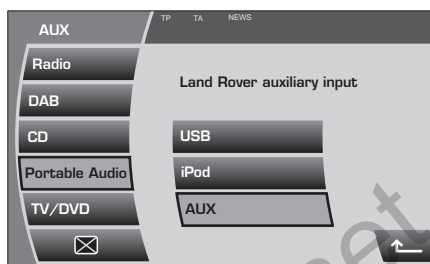 AUX
TP TA NEWS
Radio
DAB
CD
Portable Audio
TV/DVD
Land Rover auxiliary input
USB
iPod
AUX